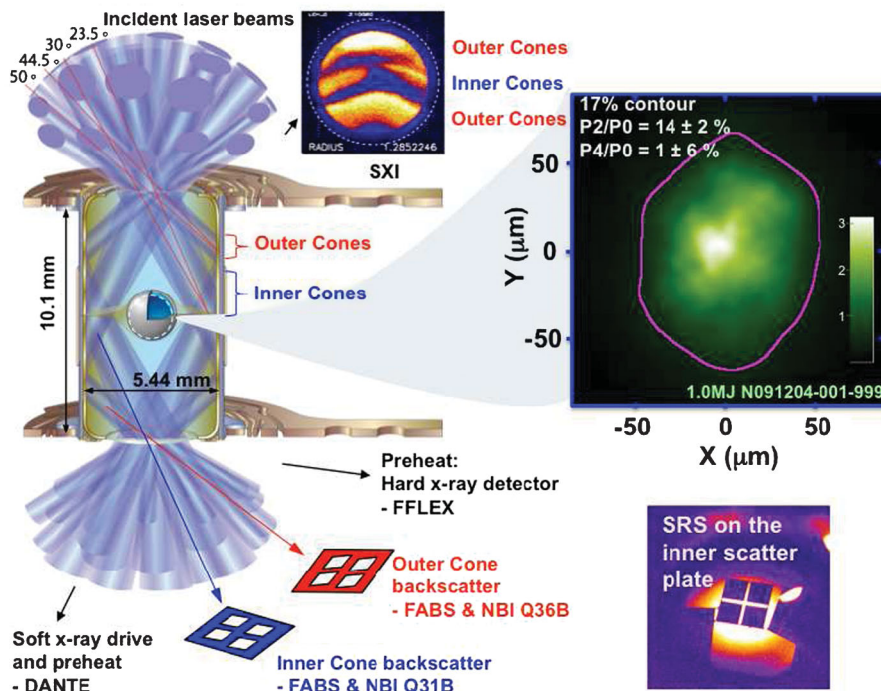 Incident laser beams
23.5 °
30 °
44.5 °
50 °
RADIUS 1.2852246
SXI
Outer Cones
Inner Cones
Outer Cones
10.1 mm
Outer Cones
Inner Cones
5.44 mm
17% contour
P2/P0 = 14 ± 2 %
P4/P0 = 1 ± 6 %
50
0
-50
Y (μm)
3
2
1
1.0MJ N091204-001-999
-50 0 50
X (μm)
Preheat:
Hard x-ray detector
- FFLEX
Outer Cone
backscatter
- FABS & NBI Q36B
Soft x-ray drive
and preheat
- DANTE
Inner Cone backscatter
- FABS & NBI Q31B
SRS on the
inner scatter
plate